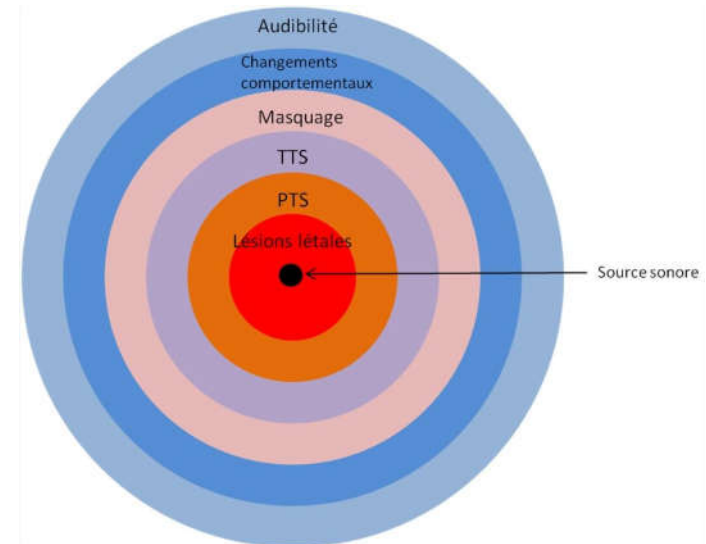 Audibilité
Changements
comportementaux
Masquage
TTS
PTS
Lésions létales
Source sonore